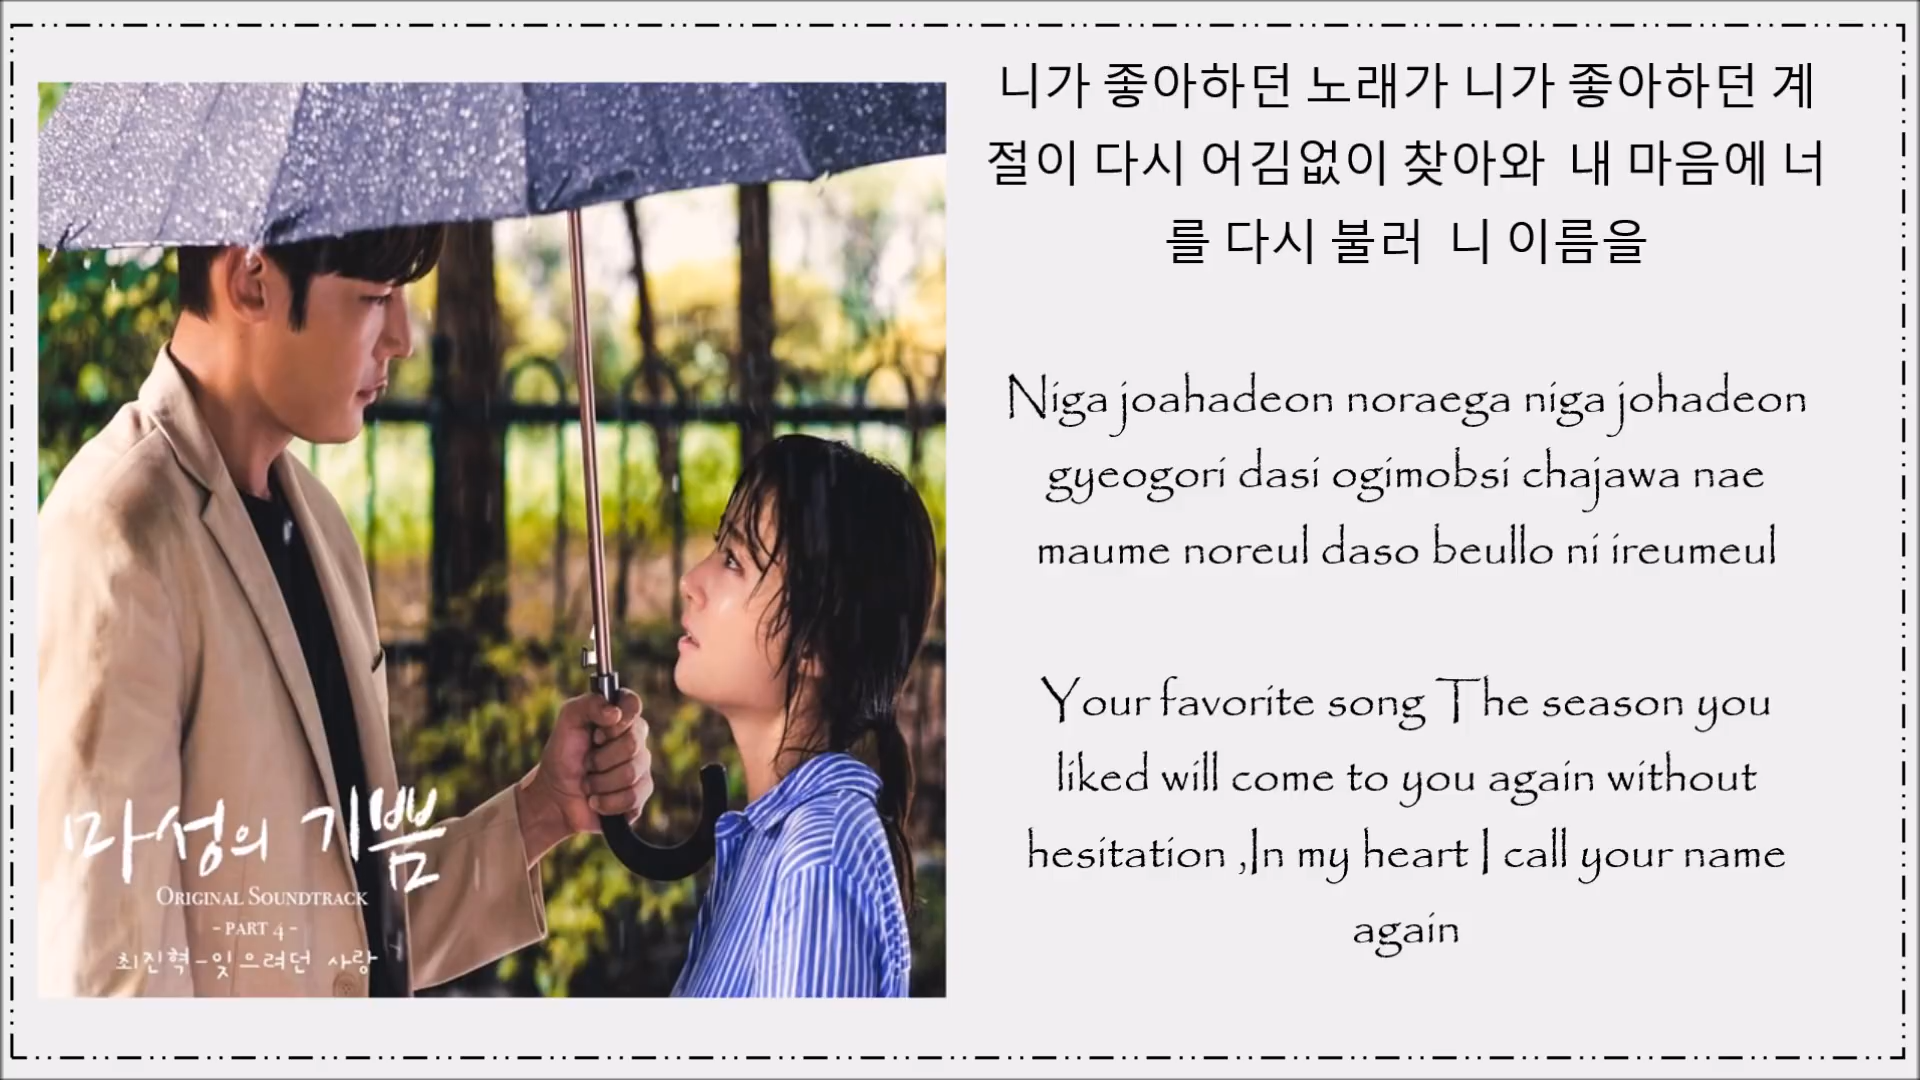 니가 좋아하던 노래가 니가 좋아하던 계
절이 다시 어김없이 찾아와 내 마음에 너
를 다시 불러 니 이름을
Niga joahadeon noraega niga johadeon
gyeogori dasi ogimobsi chajawa nae
maume noreul daso beullo ni ireumeul
Your favorite song The season you
liked will come to you again without
hesitation ,In my heart I call your name
again
마성의 기쁨
ORIGINAL SOUNDTRACK
- PART 4 -
최진혁-잊으려던 사랑